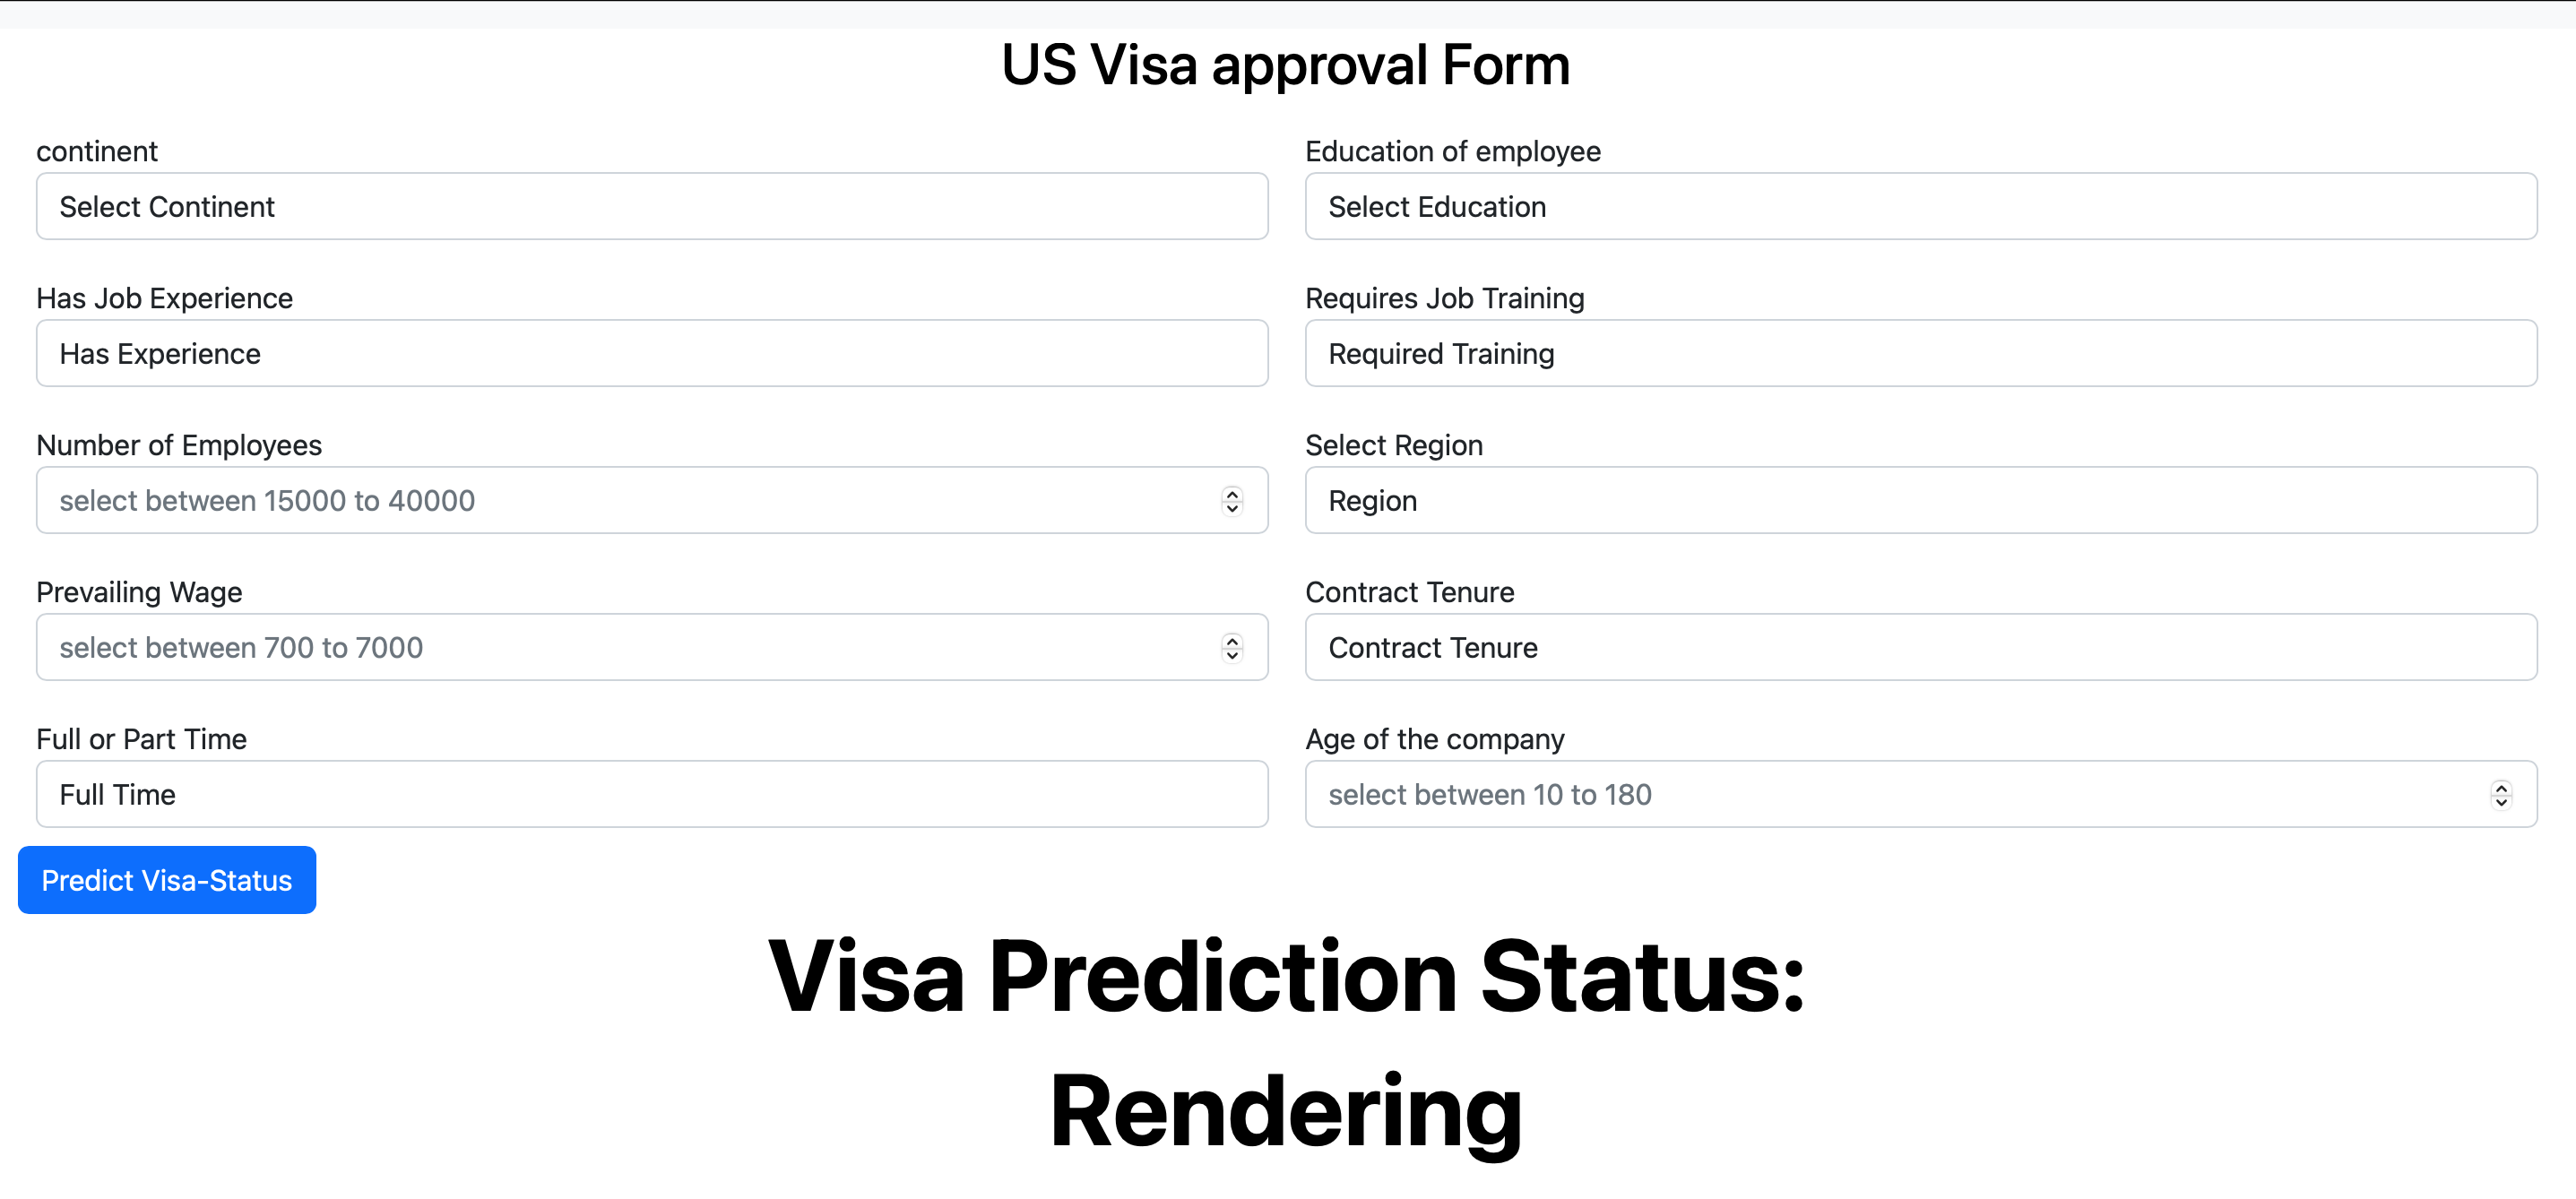 US Visa approval Form
continent
Education of employee
Select Continent
Select Education
Has Job Experience
Requires Job Training
Has Experience
Required Training
Number of Employees
Select Region
select between 15000 to 40000
Region
Prevailing Wage
Contract Tenure
select between 700 to 7000
Contract Tenure
Full or Part Time
Age of the company
Full Time
select between 10 to 180
Predict Visa-Status
Visa Prediction Status:
Rendering